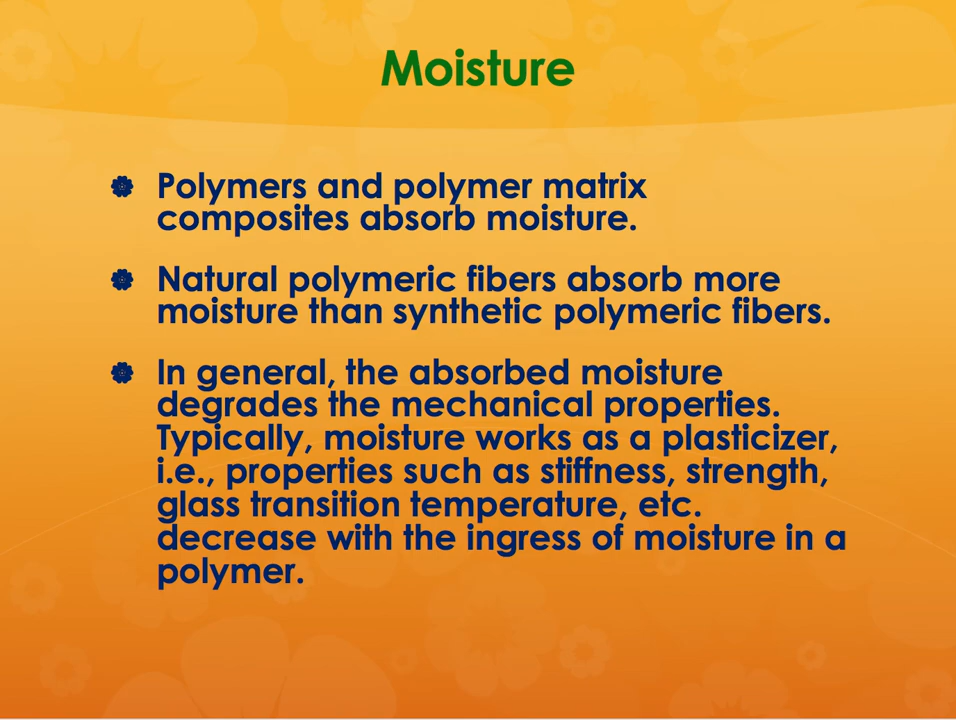 Moisture
Polymers and polymer matrix
composites absorb moisture.
Natural polymeric fibers absorb more
moisture than synthetic polymeric fibers.
In general, the absorbed moisture
degrades the mechanical properties.
Typically, moisture works as a plasticizer,
i.e., properties such as stiffness, strength,
glass transition temperature, etc.
decrease with the ingress of moisture in a
polymer.